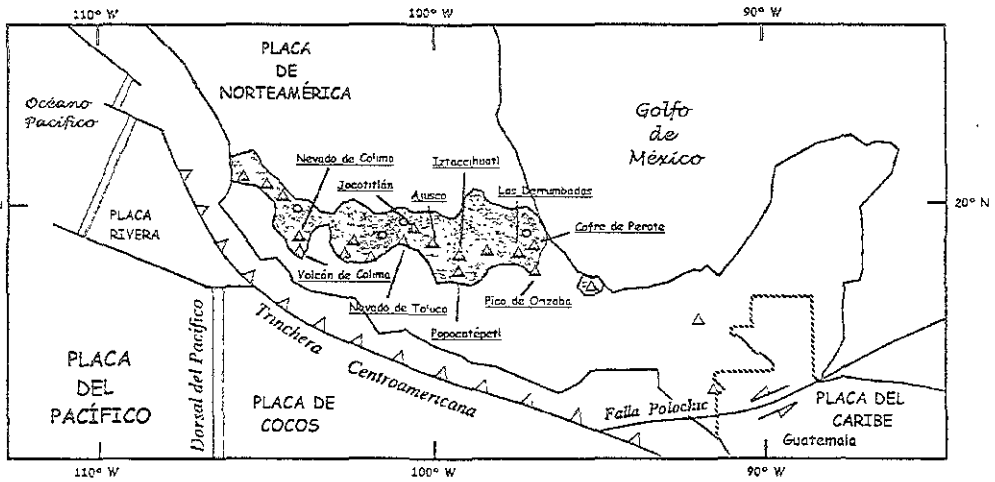 110° W
100° W
90° W
PLACA
DE
NORTEAMÉRICA
Océano
Pacífico
Golfo
de
México
Nevado de Colima
Iztaccihuatl
Jocotitlán
Ajusco
Las Derrumbadas
20° N
Cofre de Perote
PLACA
RIVERA
Volcán de Colima
Nevado de Toluca
Pico de Orizaba
Popocatépetl
Trinchera
Centroamericana
Dorsal del Pacífico
PLACA
DEL
PACÍFICO
PLACA DE
COCOS
Falla Polochic
PLACA DEL
CARIBE
Guatemala
110° W
100° W
90° W